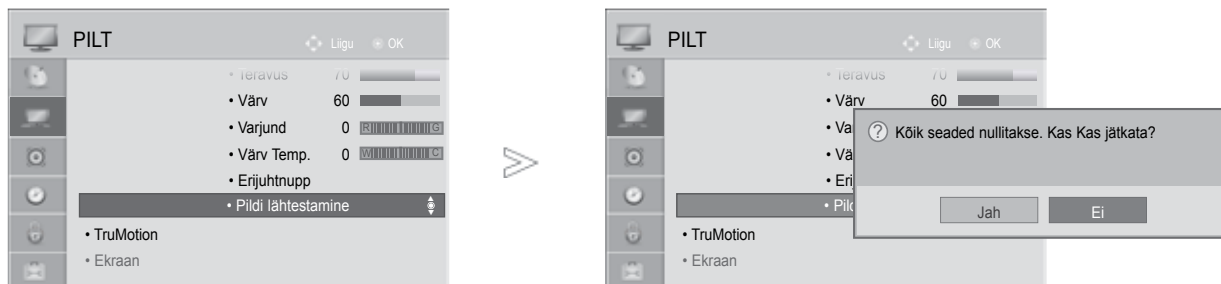 PILT
Liigu OK
• Teravus 70
• Värv 60
• Varjund 0 R G
• Värv Temp. 0 W C
• Erijuhtnupp
• Pildi lähtestamine
• TruMotion
• Ekraan
PILT
Liigu OK
• Teravus 70
• Värv 60
• Va
• Vä
• Eri
• Pild
• TruMotion
• Ekraan
? Kõik seaded nullitakse. Kas Kas jätkata?
Jah Ei